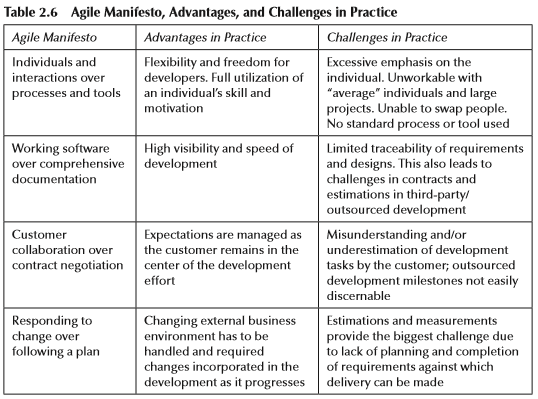 Table 2.6 Agile Manifesto, Advantages, and Challenges in Practice
Agile Manifesto
Advantages in Practice
Challenges in Practice
Individuals and
interactions over
processes and tools
Flexibility and freedom for
developers. Full utilization of
an individual's skill and
motivation
Excessive emphasis on the
individual. Unworkable with
"average" individuals and large
projects. Unable to swap people.
No standard process or tool used
Working software
over comprehensive
documentation
High visibility and speed of
development
Limited traceability of requirements
and designs. This also leads to
challenges in contracts and
estimations in third-party/
outsourced development
Customer
collaboration over
contract negotiation
Expectations are managed as
the customer remains in the
center of the development
effort
Misunderstanding and/or
underestimation of development
tasks by the customer; outsourced
development milestones not easily
discernable
Responding to
change over
following a plan
Changing external business
environment has to be
handled and required
changes incorporated in the
development as it progresses
Estimations and measurements
provide the biggest challenge due
to lack of planning and completion
of requirements against which
delivery can be made